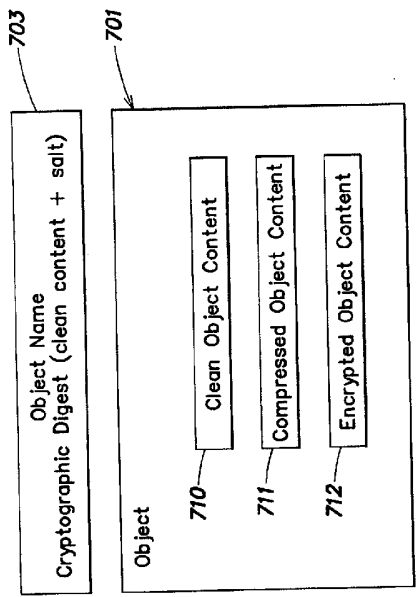 703
Object Name
Cryptographic Digest (clean content + salt)
701
Object
710
Clean Object Content
711
Compressed Object Content
712
Encrypted Object Content